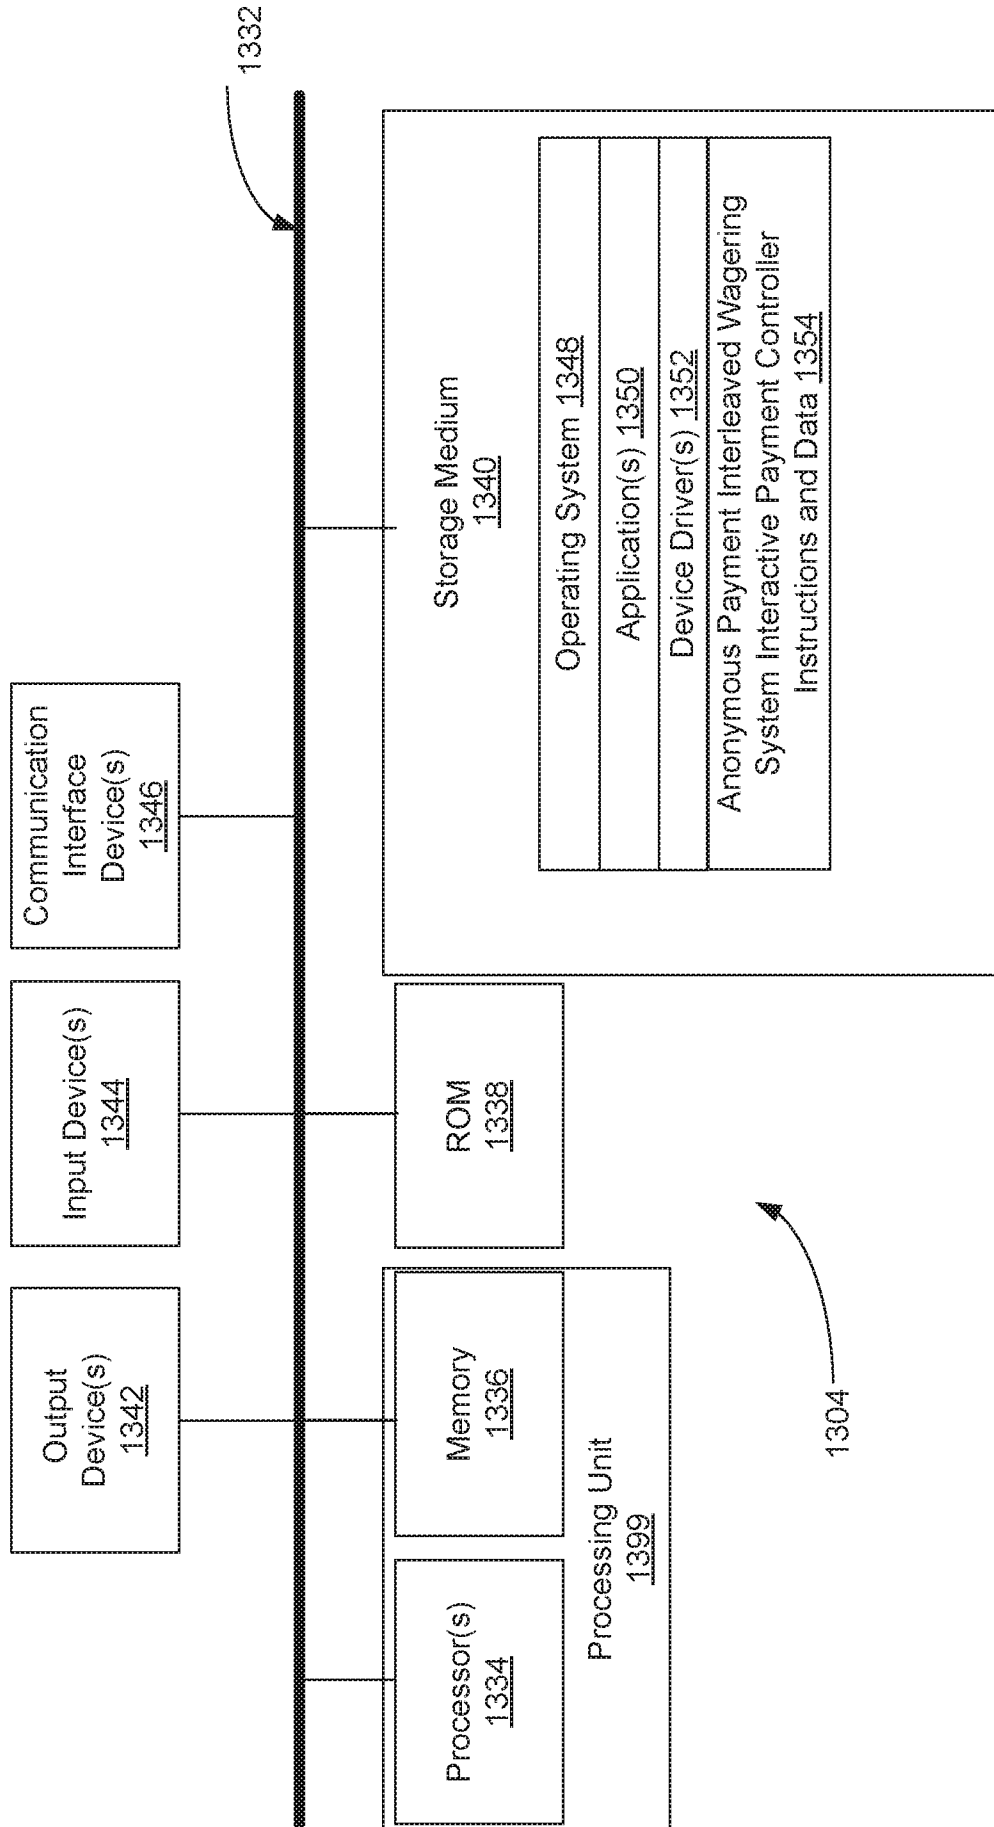 1332
Output
Device(s)
1342
Input Device(s)
1344
Communication
Interface
Device(s)
1346
Processor(s)
1334
Memory
1336
Processing Unit
1399
ROM
1338
Storage Medium
1340
Operating System 1348
Application(s) 1350
Device Driver(s) 1352
Anonymous Payment Interleaved Wagering
System Interactive Payment Controller
Instructions and Data 1354
1304